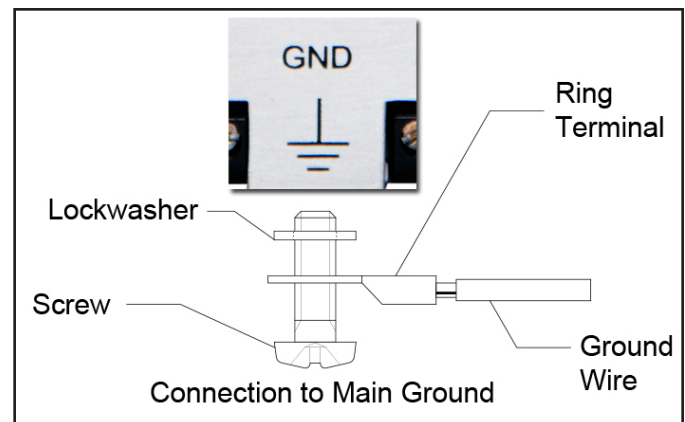 GND
Ring
Terminal
Lockwasher
Screw
Ground
Wire
Connection to Main Ground